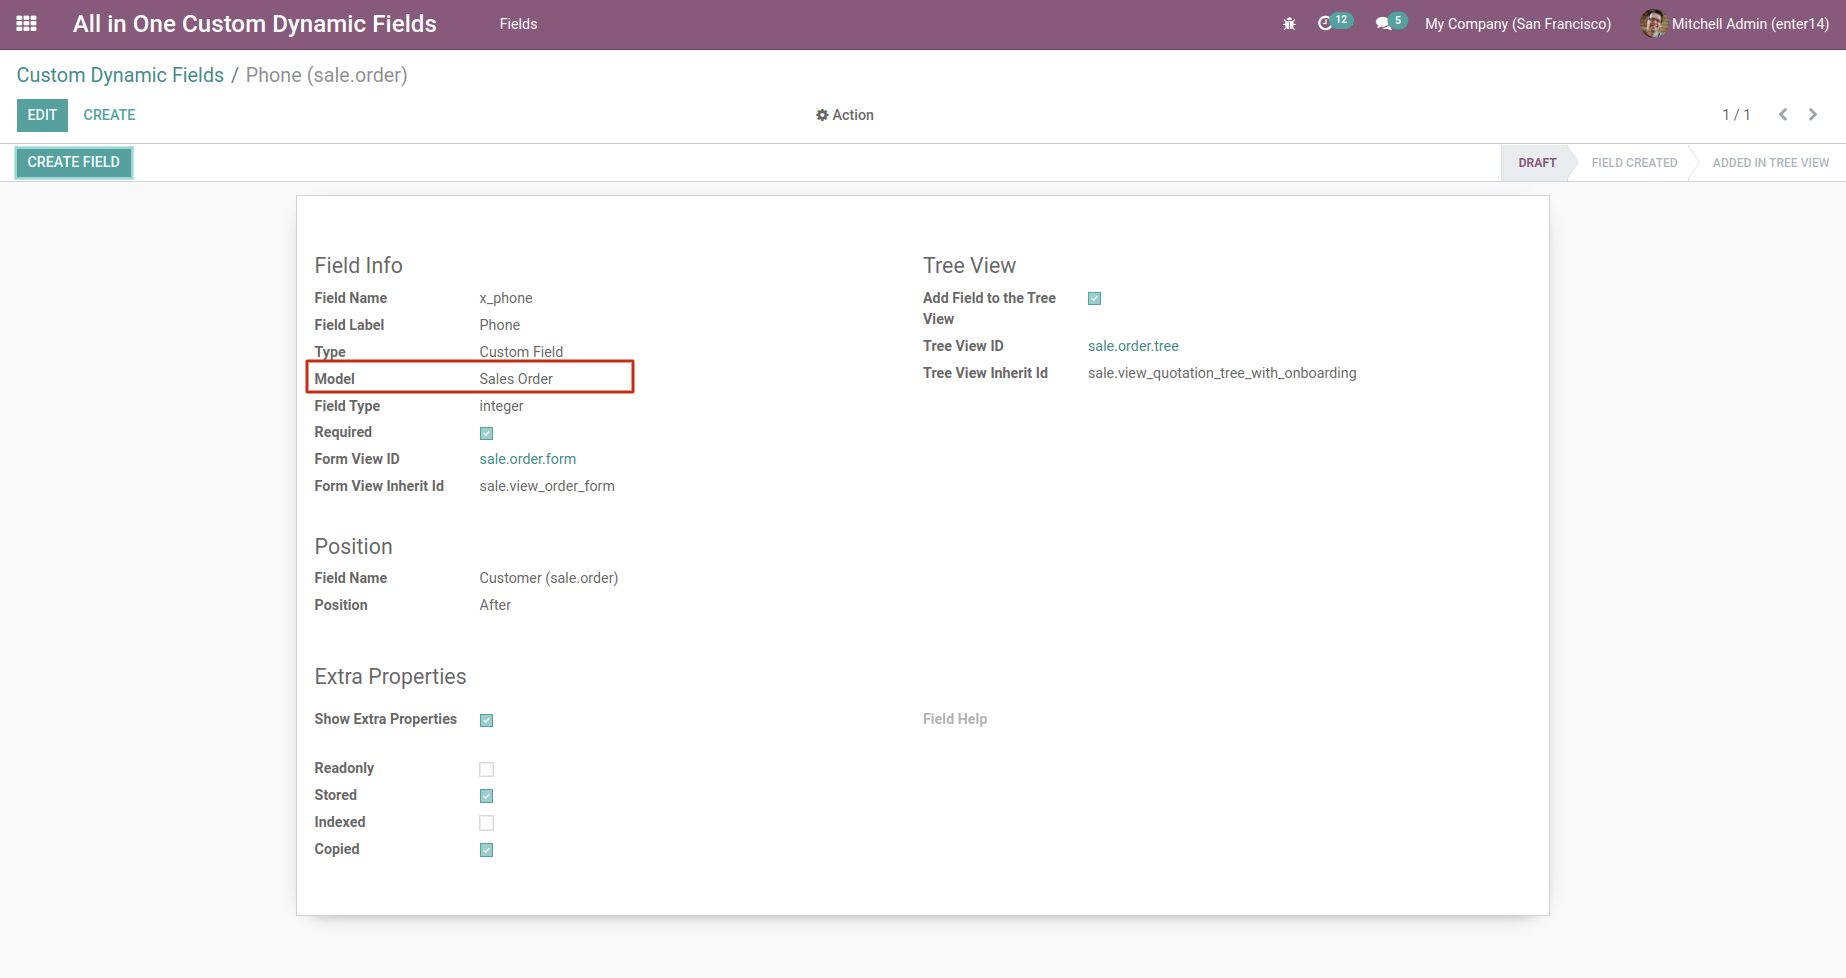 All in One Custom Dynamic Fields Fields 12 5 My Company (San Francisco) Mitchell Admin (enter14)
Custom Dynamic Fields / Phone (sale.order)
EDIT CREATE Action 1 / 1
CREATE FIELD DRAFT FIELD CREATED ADDED IN TREE VIEW
Field Info
Field Name x_phone
Field Label Phone
Type Custom Field
Model Sales Order
Field Type integer
Required
Form View ID sale.order.form
Form View Inherit Id sale.view_order_form
Tree View
Add Field to the Tree
View
Tree View ID sale.order.tree
Tree View Inherit Id sale.view_quotation_tree_with_onboarding
Position
Field Name Customer (sale.order)
Position After
Extra Properties
Show Extra Properties
Field Help
Readonly
Stored
Indexed
Copied